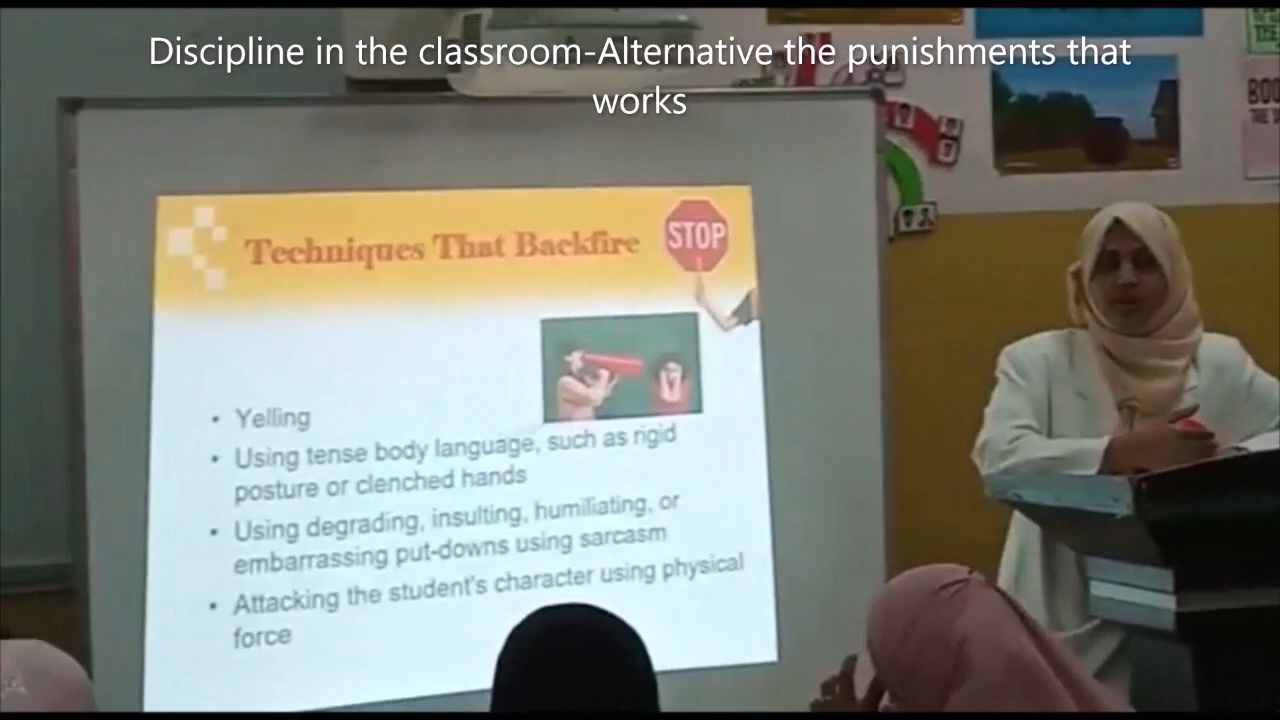 Discipline in the classroom-Alternative the punishments that
works
Techniques That Backfire
STOP
• Yelling
• Using tense body language, such as rigid
posture or clenched hands
• Using degrading, insulting, humiliating, or
embarrassing put-downs using sarcasm
• Attacking the student's character using physical
force